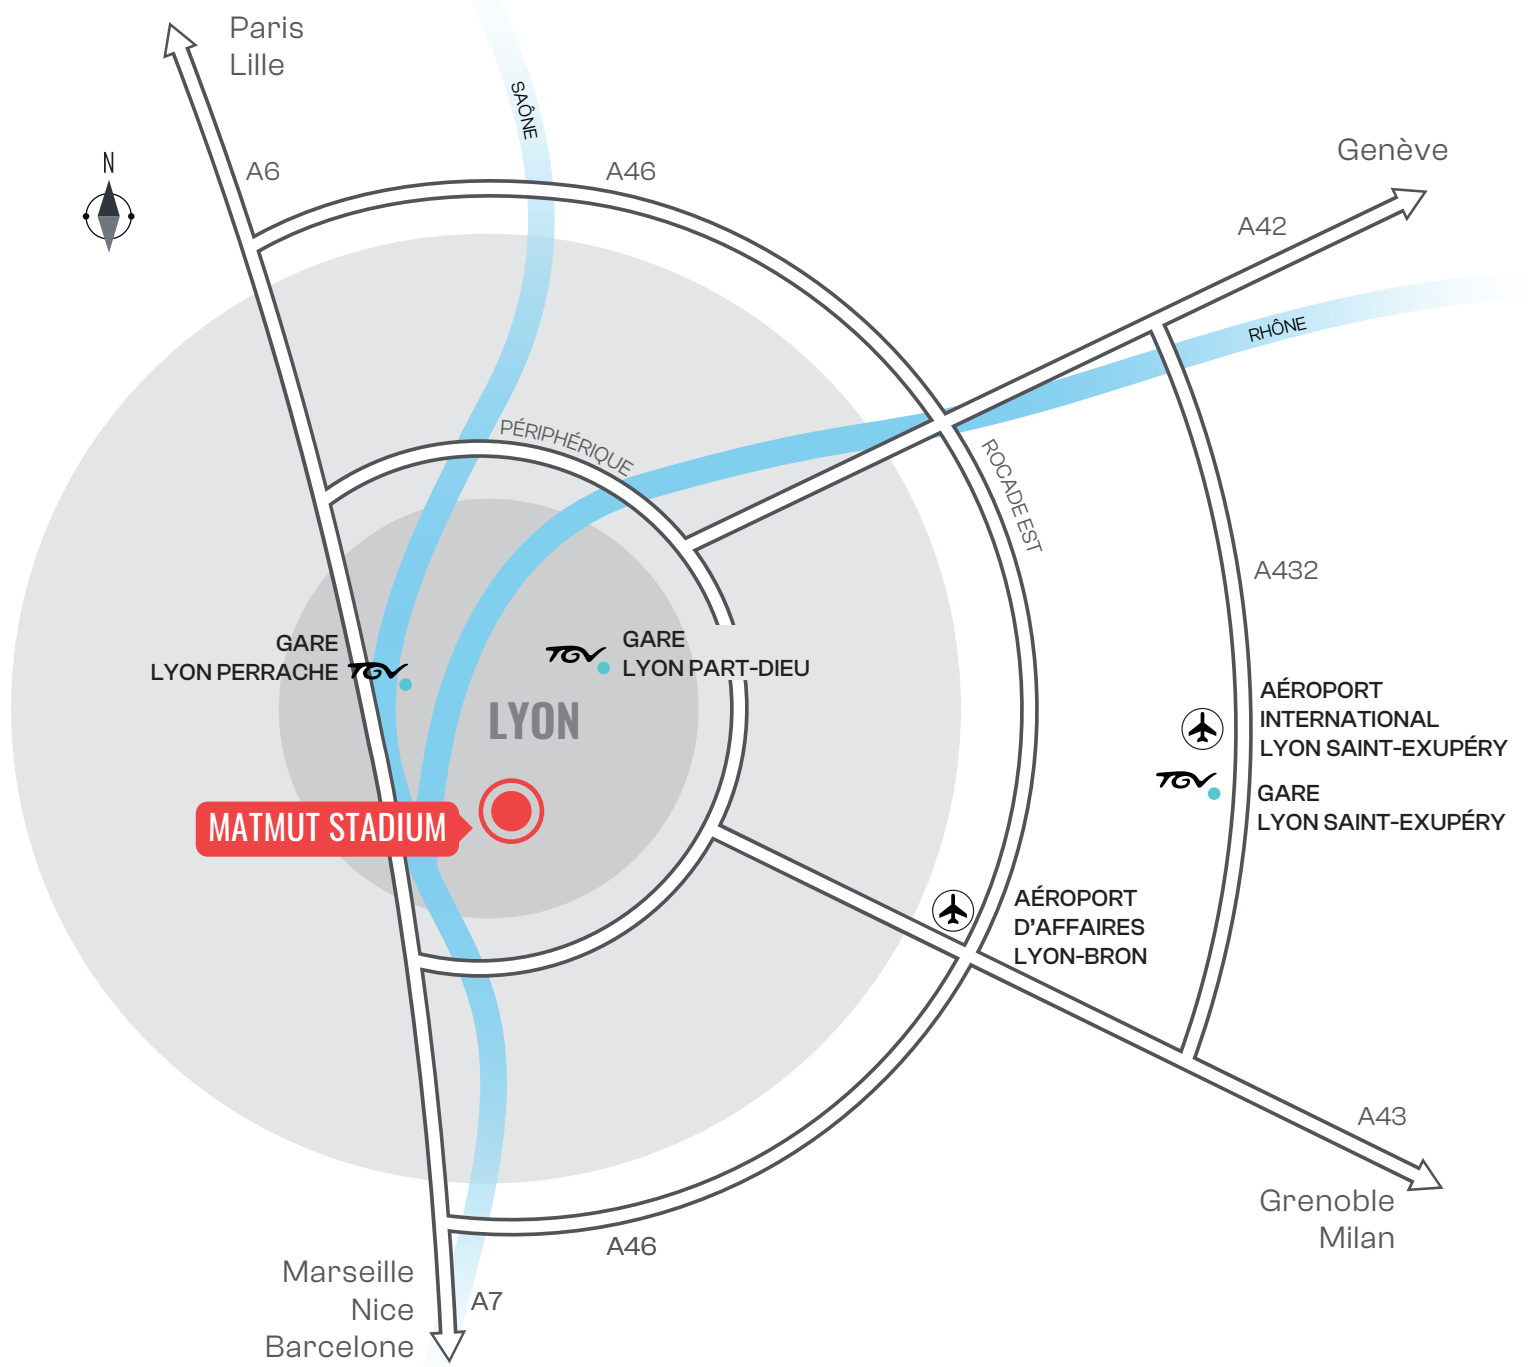 Paris
Lille
SAÔNE
N
A6
A46
Genève
A42
RHÔNE
PÉRIPHÉRIQUE
ROCADE EST
A432
GARE
LYON PERRACHE
TGV
TGV
GARE
LYON PART-DIEU
LYON
AÉROPORT
INTERNATIONAL
LYON SAINT-EXUPÉRY
TGV
GARE
LYON SAINT-EXUPÉRY
MATMUT STADIUM
AÉROPORT
D'AFFAIRES
LYON-BRON
A43
Grenoble
Milan
A46
Marseille
Nice
Barcelone
A7